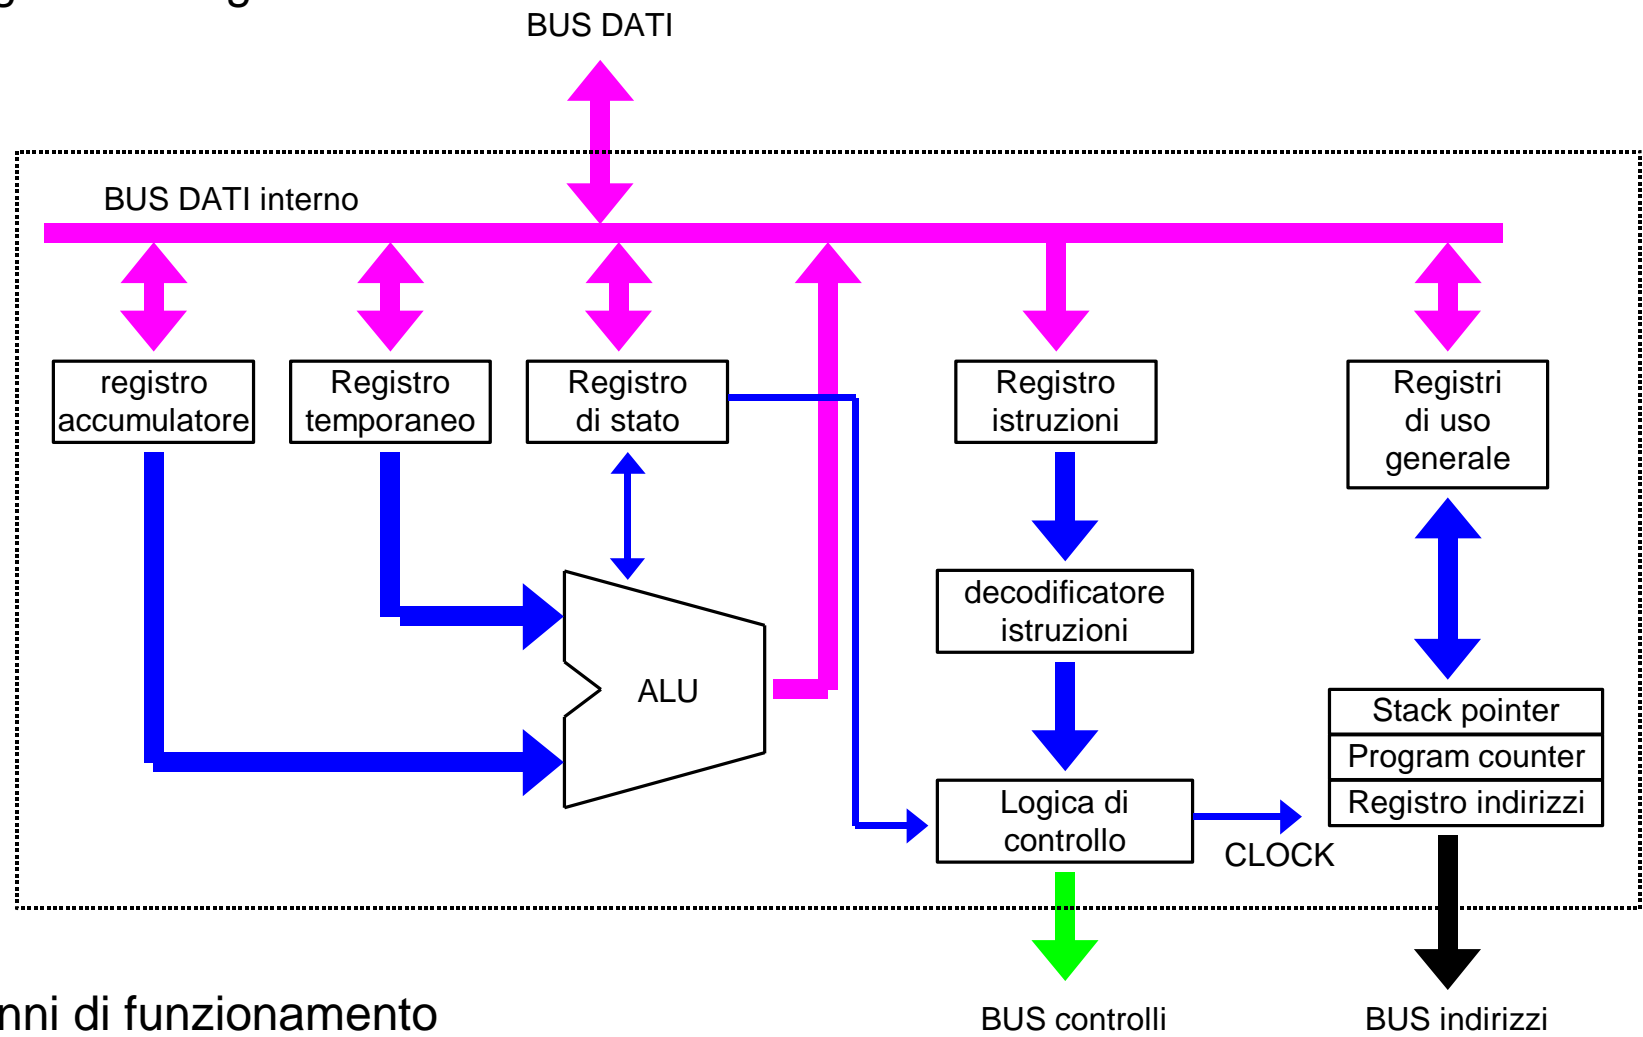 BUS DATI
BUS DATI interno
registro
accumulatore
Registro
temporaneo
Registro
di stato
Registro
istruzioni
Registri
di uso
generale
decodificatore
istruzioni
ALU
Stack pointer
Program counter
Registro indirizzi
Logica di
controllo
CLOCK
nni di funzionamento
BUS controlli
BUS indirizzi